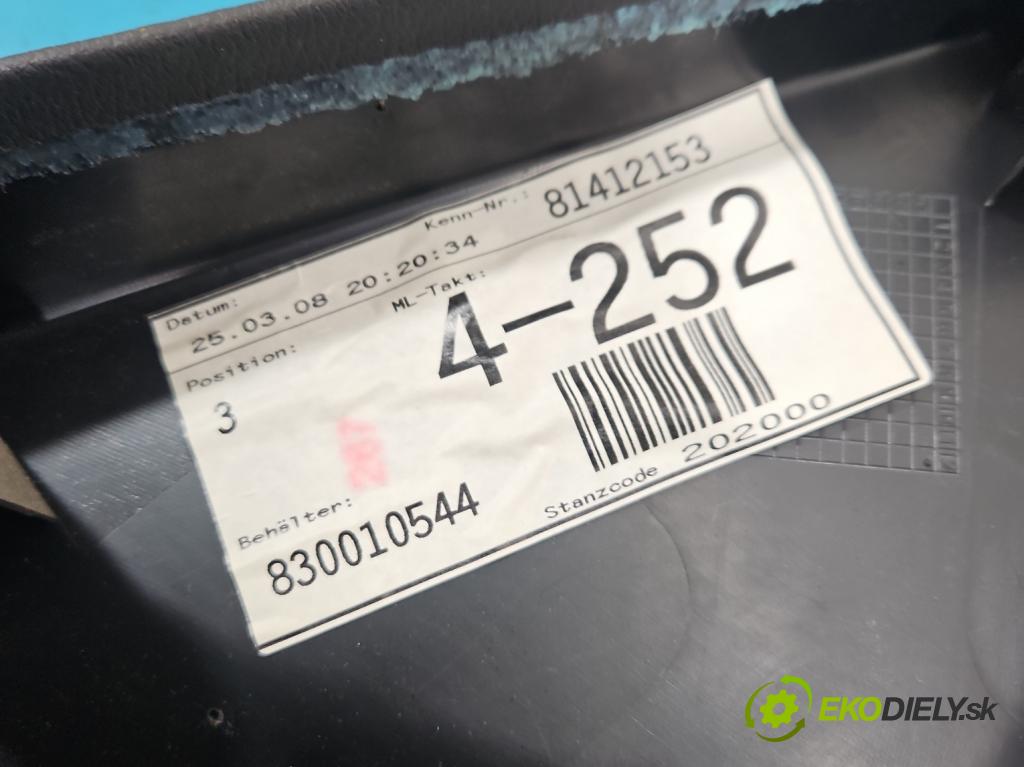 Datum:
Kenn-Nr.: 81412153
25.03.08 20:20:34
Position:
ML-Takt:
3
4-252
Behälter:
830010544
Stanzcode 202000
EKODIELY.sk